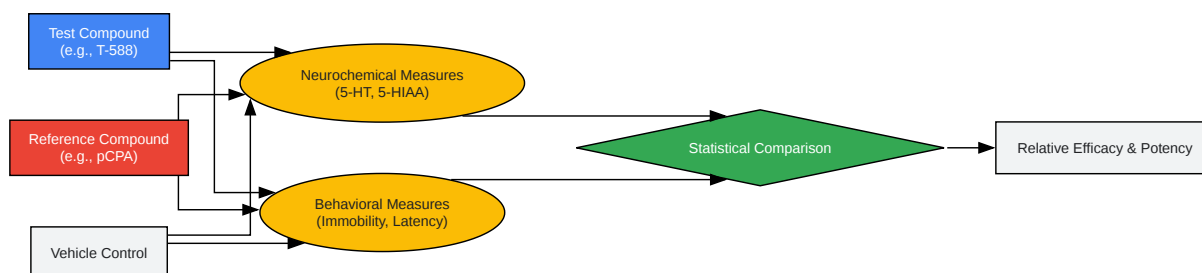 Test Compound
(e.g., T-588)
Neurochemical Measures
(5-HT, 5-HIAA)
Reference Compound
(e.g., pCPA)
Statistical Comparison
Relative Efficacy & Potency
Behavioral Measures
(Immobility, Latency)
Vehicle Control